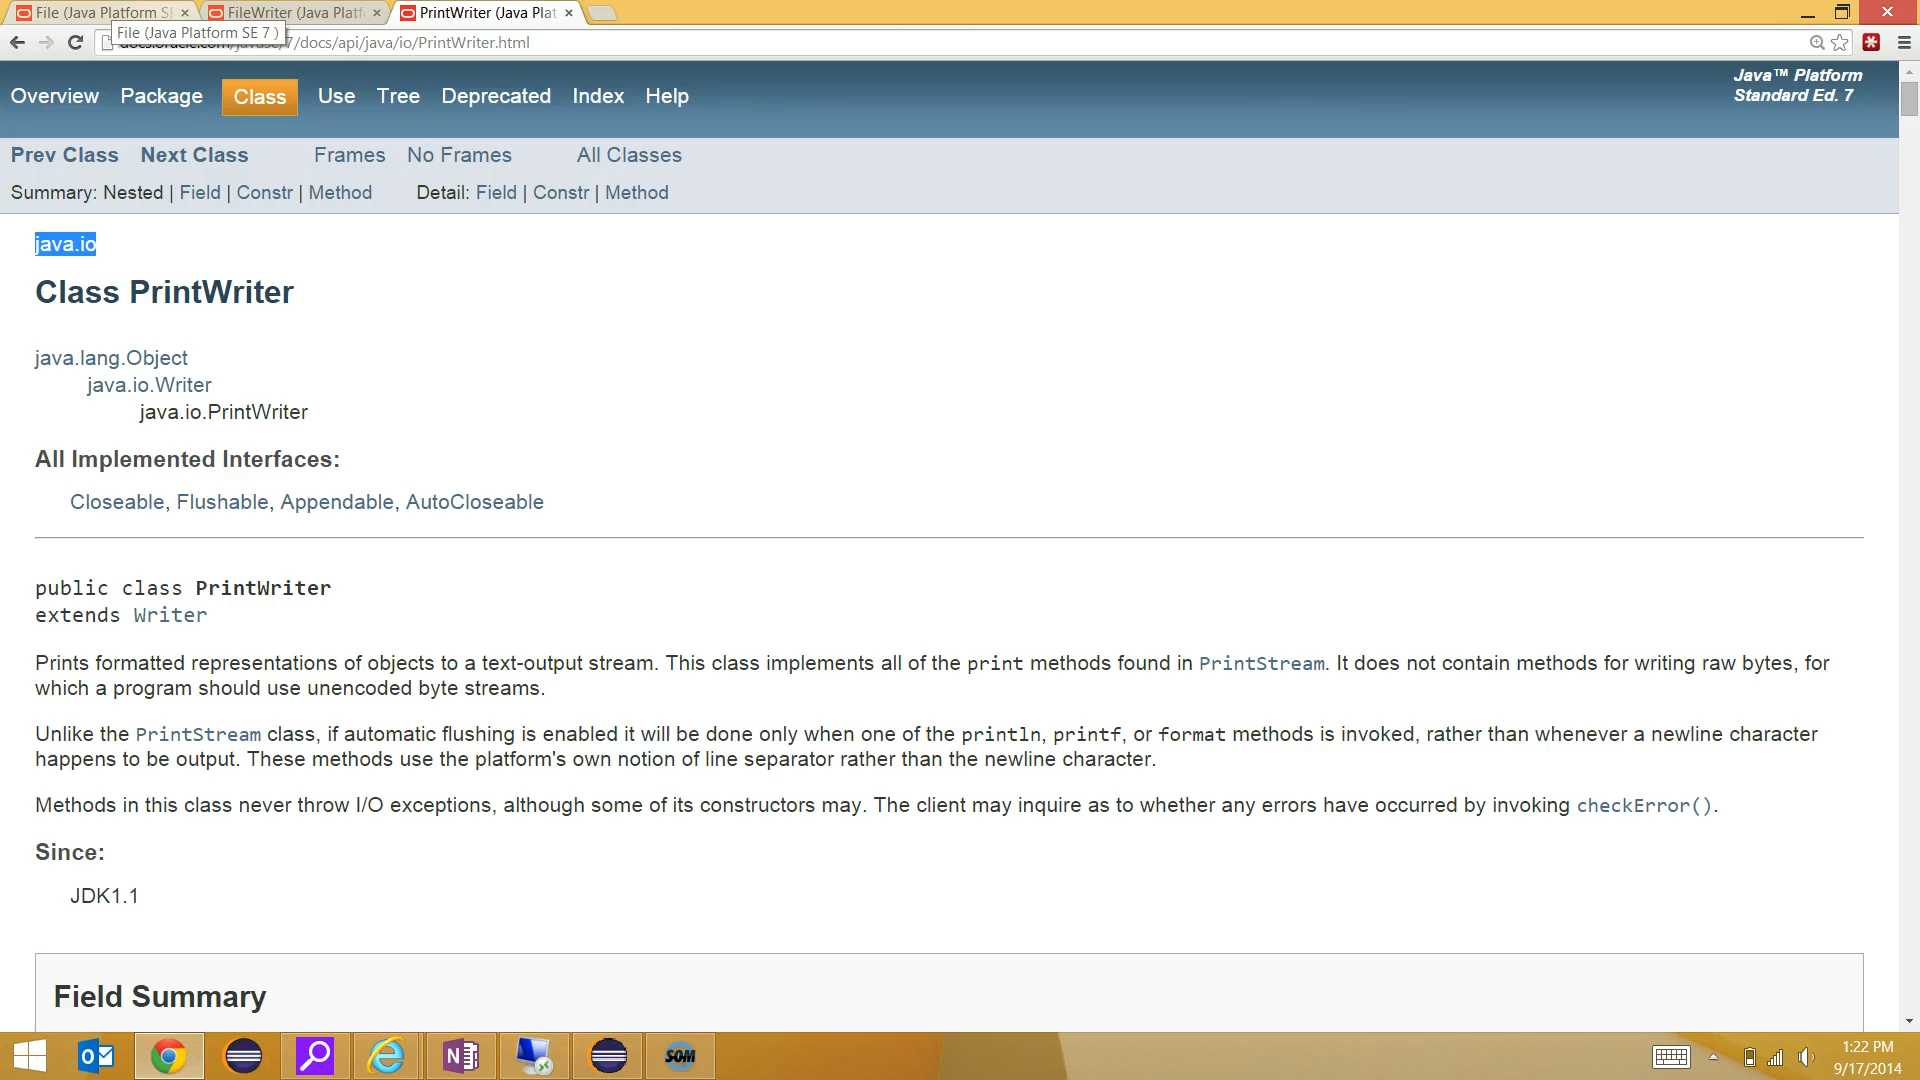 File (Java Platform SE
FileWriter (Java Platf
PrintWriter (Java Plat
File (Java Platform SE 7 )
/7/docs/api/java/io/PrintWriter.html
Java™ Platform
Standard Ed. 7
Overview Package Class Use Tree Deprecated Index Help
Prev Class Next Class Frames No Frames All Classes
Summary: Nested | Field | Constr | Method Detail: Field | Constr | Method
java.io
Class PrintWriter
java.lang.Object
java.io.Writer
java.io.PrintWriter
All Implemented Interfaces:
Closeable, Flushable, Appendable, AutoCloseable
public class PrintWriter
extends Writer
Prints formatted representations of objects to a text-output stream. This class implements all of the print methods found in PrintStream. It does not contain methods for writing raw bytes, for
which a program should use unencoded byte streams.
Unlike the PrintStream class, if automatic flushing is enabled it will be done only when one of the println, printf, or format methods is invoked, rather than whenever a newline character
happens to be output. These methods use the platform's own notion of line separator rather than the newline character.
Methods in this class never throw I/O exceptions, although some of its constructors may. The client may inquire as to whether any errors have occurred by invoking checkError().
Since:
JDK1.1
Field Summary
SOM
1:22 PM
9/17/2014